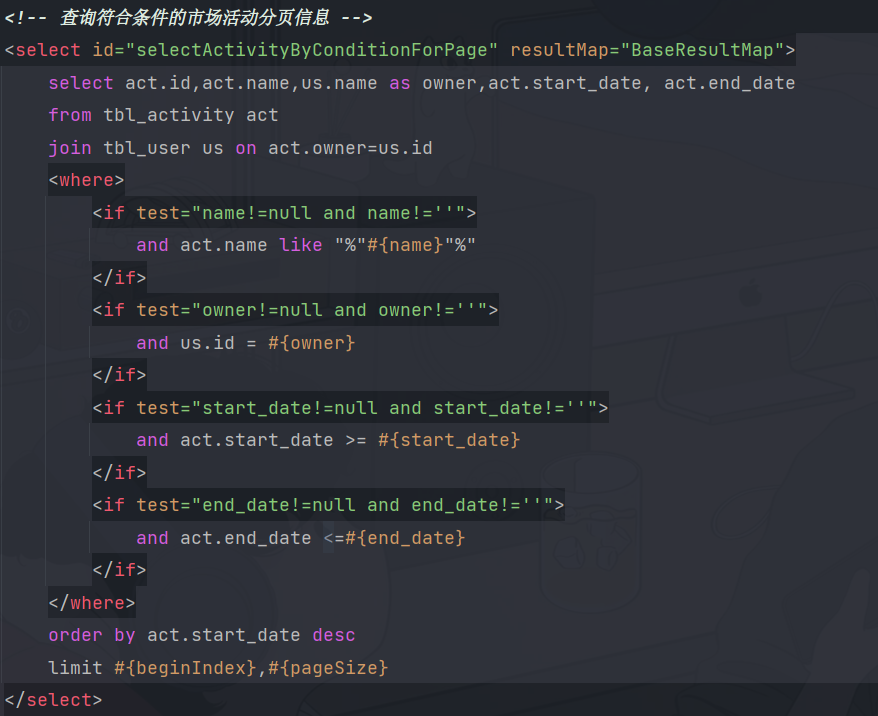 <!-- 查询符合条件的市场活动分页信息 -->
<select id="selectActivityByConditionForPage" resultMap="BaseResultMap">
    select act.id,act.name,us.name as owner,act.start_date, act.end_date
    from tbl_activity act
    join tbl_user us on act.owner=us.id
    <where>
        <if test="name!=null and name!=''">
            and act.name like "%"#{name}"%"
        </if>
        <if test="owner!=null and owner!=''">
            and us.id = #{owner}
        </if>
        <if test="start_date!=null and start_date!=''">
            and act.start_date >= #{start_date}
        </if>
        <if test="end_date!=null and end_date!=''">
            and act.end_date <=#{end_date}
        </if>
    </where>
    order by act.start_date desc
    limit #{beginIndex},#{pageSize}
</select>